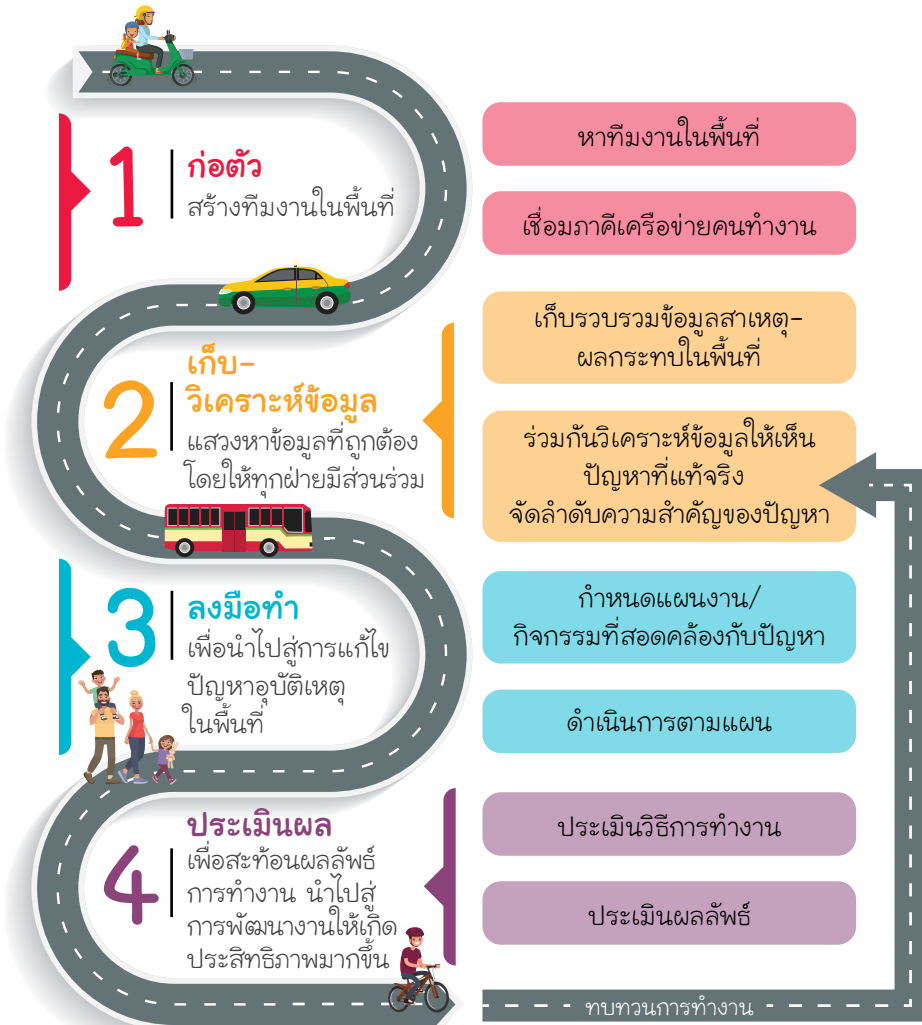 1
ก่อตัว
สร้างทีมงานในพื้นที่
หาทีมงานในพื้นที่
เชื่อมภาคีเครือข่ายคนทำงาน
2
เก็บ-
วิเคราะห์ข้อมูล
แสวงหาข้อมูลที่ถูกต้อง
โดยให้ทุกฝ่ายมีส่วนร่วม
เก็บรวบรวมข้อมูลสาเหตุ-
ผลกระทบในพื้นที่
ร่วมกันวิเคราะห์ข้อมูลให้เห็น
ปัญหาที่แท้จริง
จัดลำดับความสำคัญของปัญหา
3
ลงมือทำ
เพื่อนำไปสู่การแก้ไข
ปัญหาอุบัติเหตุ
ในพื้นที่
กำหนดแผนงาน/
กิจกรรมที่สอดคล้องกับปัญหา
ดำเนินการตามแผน
4
ประเมินผล
เพื่อสะท้อนผลลัพธ์
การทำงาน นำไปสู่
การพัฒนางานให้เกิด
ประสิทธิภาพมากขึ้น
ประเมินวิธีการทำงาน
ประเมินผลลัพธ์
ทบทวนการทำงาน